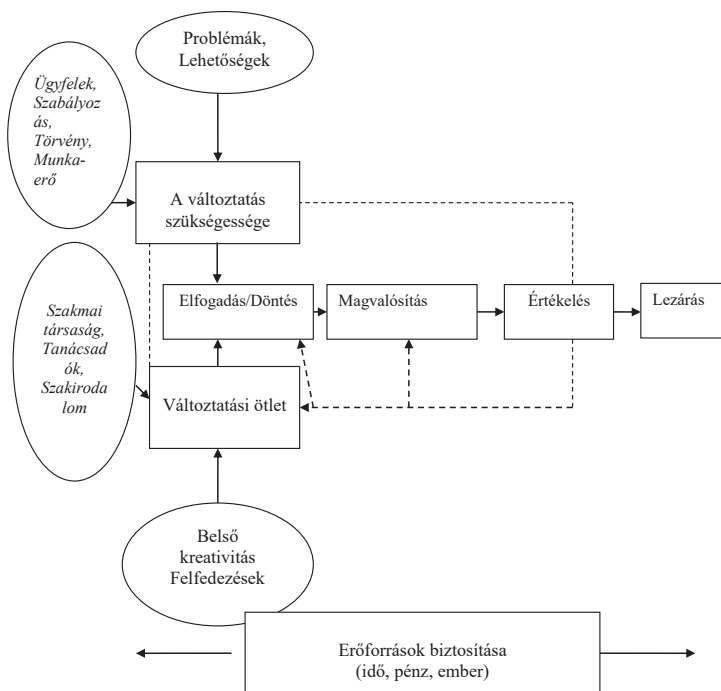 Problémák,
Lehetőségek
Ügyfelek,
Szabályoz
ás,
Törvény,
Munka-
erő
A változtatás
szükségessége
Elfogadás/Döntés
Magvalósítás
Értékelés
Lezárás
Szakmai
társaság,
Tanácsad
ók,
Szakiroda
lom
Változtatási ötlet
Belső
kreativitás
Felfedezések
Erőforrások biztosítása
(idő, pénz, ember)